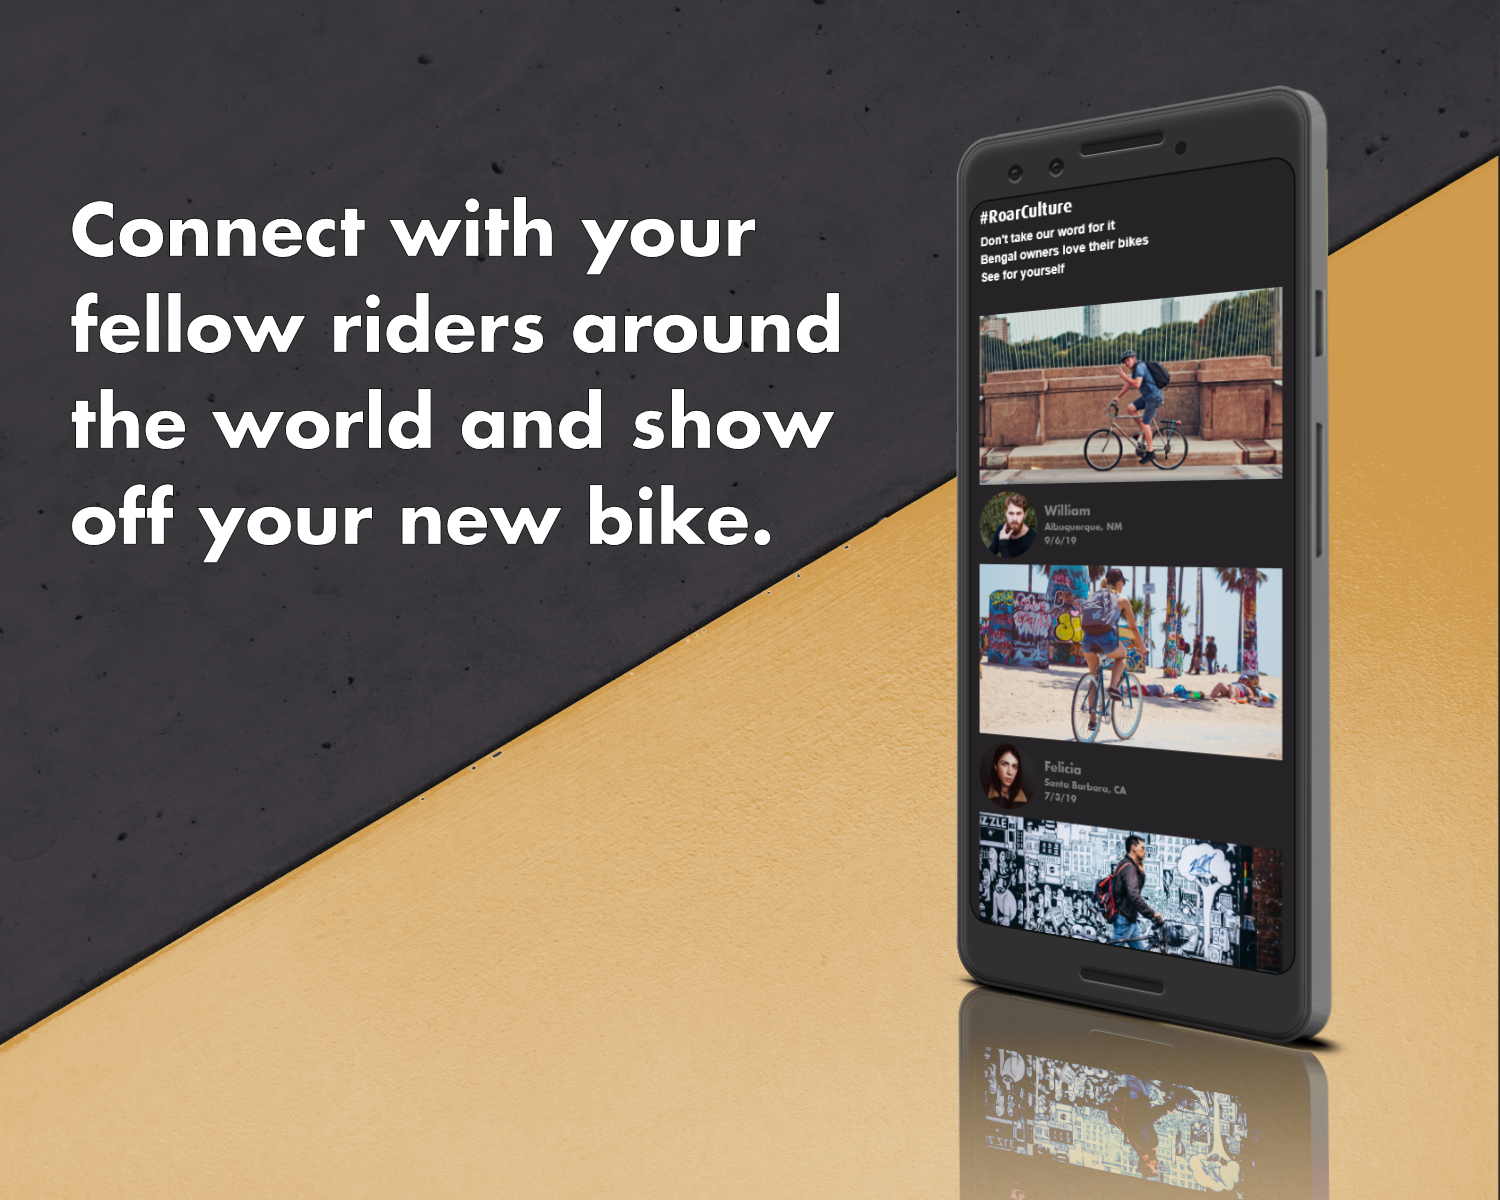 Connect with your
fellow riders around
the world and show
off your new bike.
#RoarCulture
Don't take our word for it
Bengal owners love their bikes
See for yourself
William
Albuquerque, NM
9/6/19
Felicia
Santa Barbara, CA
7/3/19
ZZLE